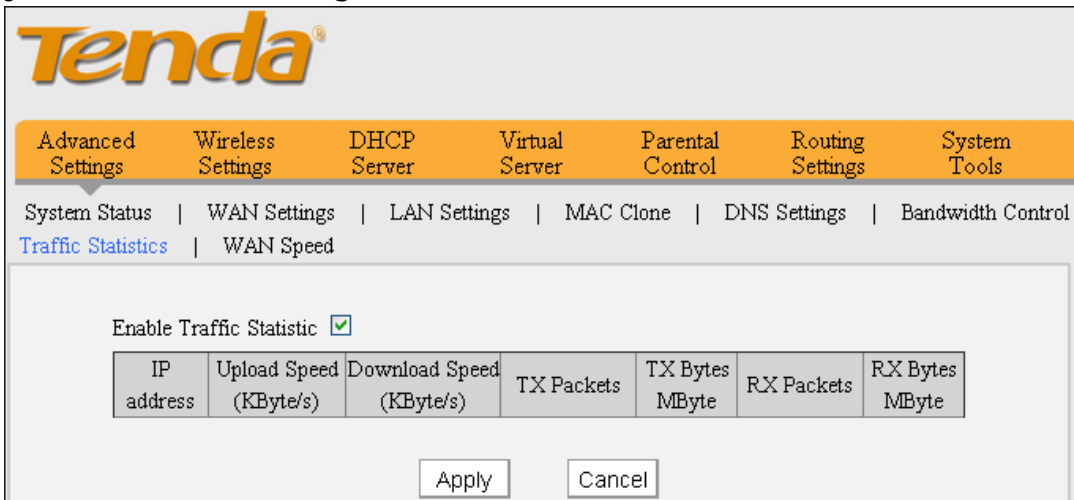 Tenda®
Advanced Settings
Wireless Settings
DHCP Server
Virtual Server
Parental Control
Routing Settings
System Tools
System Status | WAN Settings | LAN Settings | MAC Clone | DNS Settings | Bandwidth Control
Traffic Statistics | WAN Speed
Enable Traffic Statistic
IP address
Upload Speed (KByte/s)
Download Speed (KByte/s)
TX Packets
TX Bytes MByte
RX Packets
RX Bytes MByte
Apply Cancel